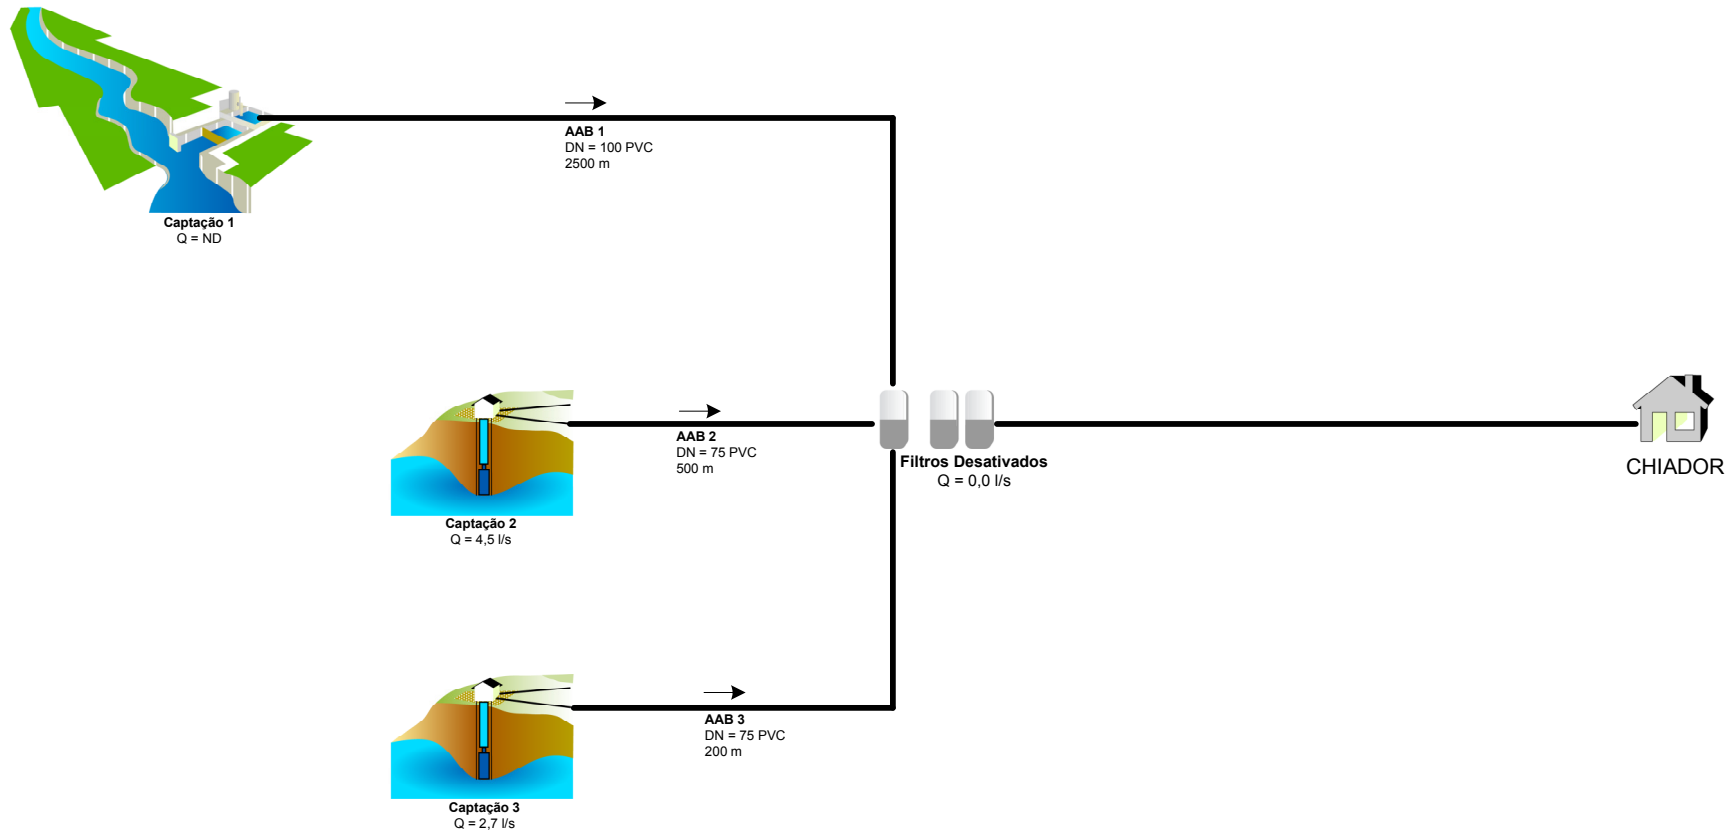 AAB 1
DN = 100 PVC
2500 m
Captação 1
Q = ND
AAB 2
DN = 75 PVC
500 m
Filtros Desativados
Q = 0,0 l/s
CHIADOR
Captação 2
Q = 4,5 l/s
AAB 3
DN = 75 PVC
200 m
Captação 3
Q = 2,7 l/s